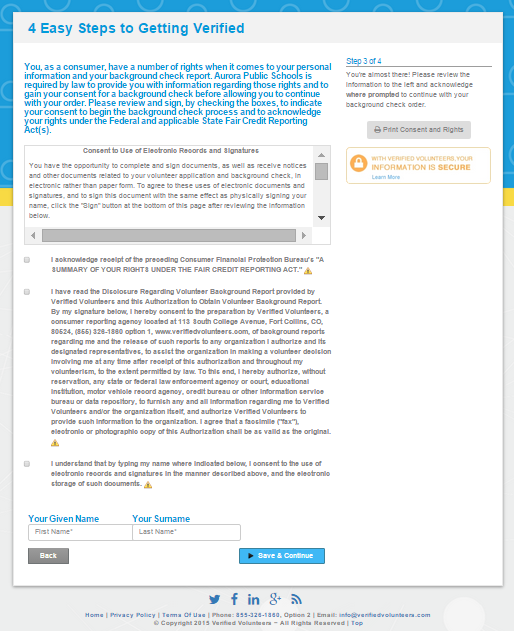 4 Easy Steps to Getting Verified
You, as a consumer, have a number of rights when it comes to your personal
information and your background check report. Aurora Public Schools is
required by law to provide you with information regarding those rights and to
gain your consent for a background check before allowing you to continue
with your order. Please review and sign, by checking the boxes, to indicate
your consent to begin the background check process and to acknowledge
your rights under the Federal and applicable State Fair Credit Reporting
Act(s).
Consent to Use of Electronic Records and Signatures
You have the opportunity to complete and sign documents, as well as receive notices
and other documents related to your volunteer application and background check, in
electronic rather than paper form. To agree to these uses of electronic documents and
signatures, and to sign this document with the same effect as physically signing your
name, click the "Sign" button at the bottom of this page after reviewing the information
below.
I acknowledge receipt of the preceding Consumer Financial Protection Bureau's "A
SUMMARY OF YOUR RIGHTS UNDER THE FAIR CREDIT REPORTING ACT."
I have read the Disclosure Regarding Volunteer Background Report provided by
Verified Volunteers and this Authorization to Obtain Volunteer Background Report.
By my signature below, I hereby consent to the preparation by Verified Volunteers, a
consumer reporting agency located at 113 South College Avenue, Fort Collins, CO,
80524, (855) 326-1860 option 1, www.verifiedvolunteers.com, of background reports
regarding me and the release of such reports to any organization I authorize and its
designated representatives, to assist the organization in making a volunteer decision
involving me at any time after receipt of this authorization and throughout my
volunteerism, to the extent permitted by law. To this end, I hereby authorize, without
reservation, any state or federal law enforcement agency or court, educational
institution, motor vehicle record agency, credit bureau or other information service
bureau or data repository, to furnish any and all information regarding me to Verified
Volunteers and/or the organization itself, and authorize Verified Volunteers to
provide such information to the organization. I agree that a facsimile ("fax"),
electronic or photographic copy of this Authorization shall be as valid as the original.
I understand that by typing my name where indicated below, I consent to the use of
electronic records and signatures in the manner described above, and the electronic
storage of such documents.
Your Given Name Your Surname
First Name* Last Name*
Back Save & Continue
Step 3 of 4
You're almost there! Please review the
information to the left and acknowledge
where prompted to continue with your
background check order.
Print Consent and Rights
WITH VERIFIED VOLUNTEERS, YOUR
INFORMATION IS SECURE
Learn More
Home | Privacy Policy | Terms Of Use | Phone: 855-326-1860, Option 2 | Email: info@verifiedvolunteers.com
© Copyright 2015 Verified Volunteers – All Rights Reserved | Top